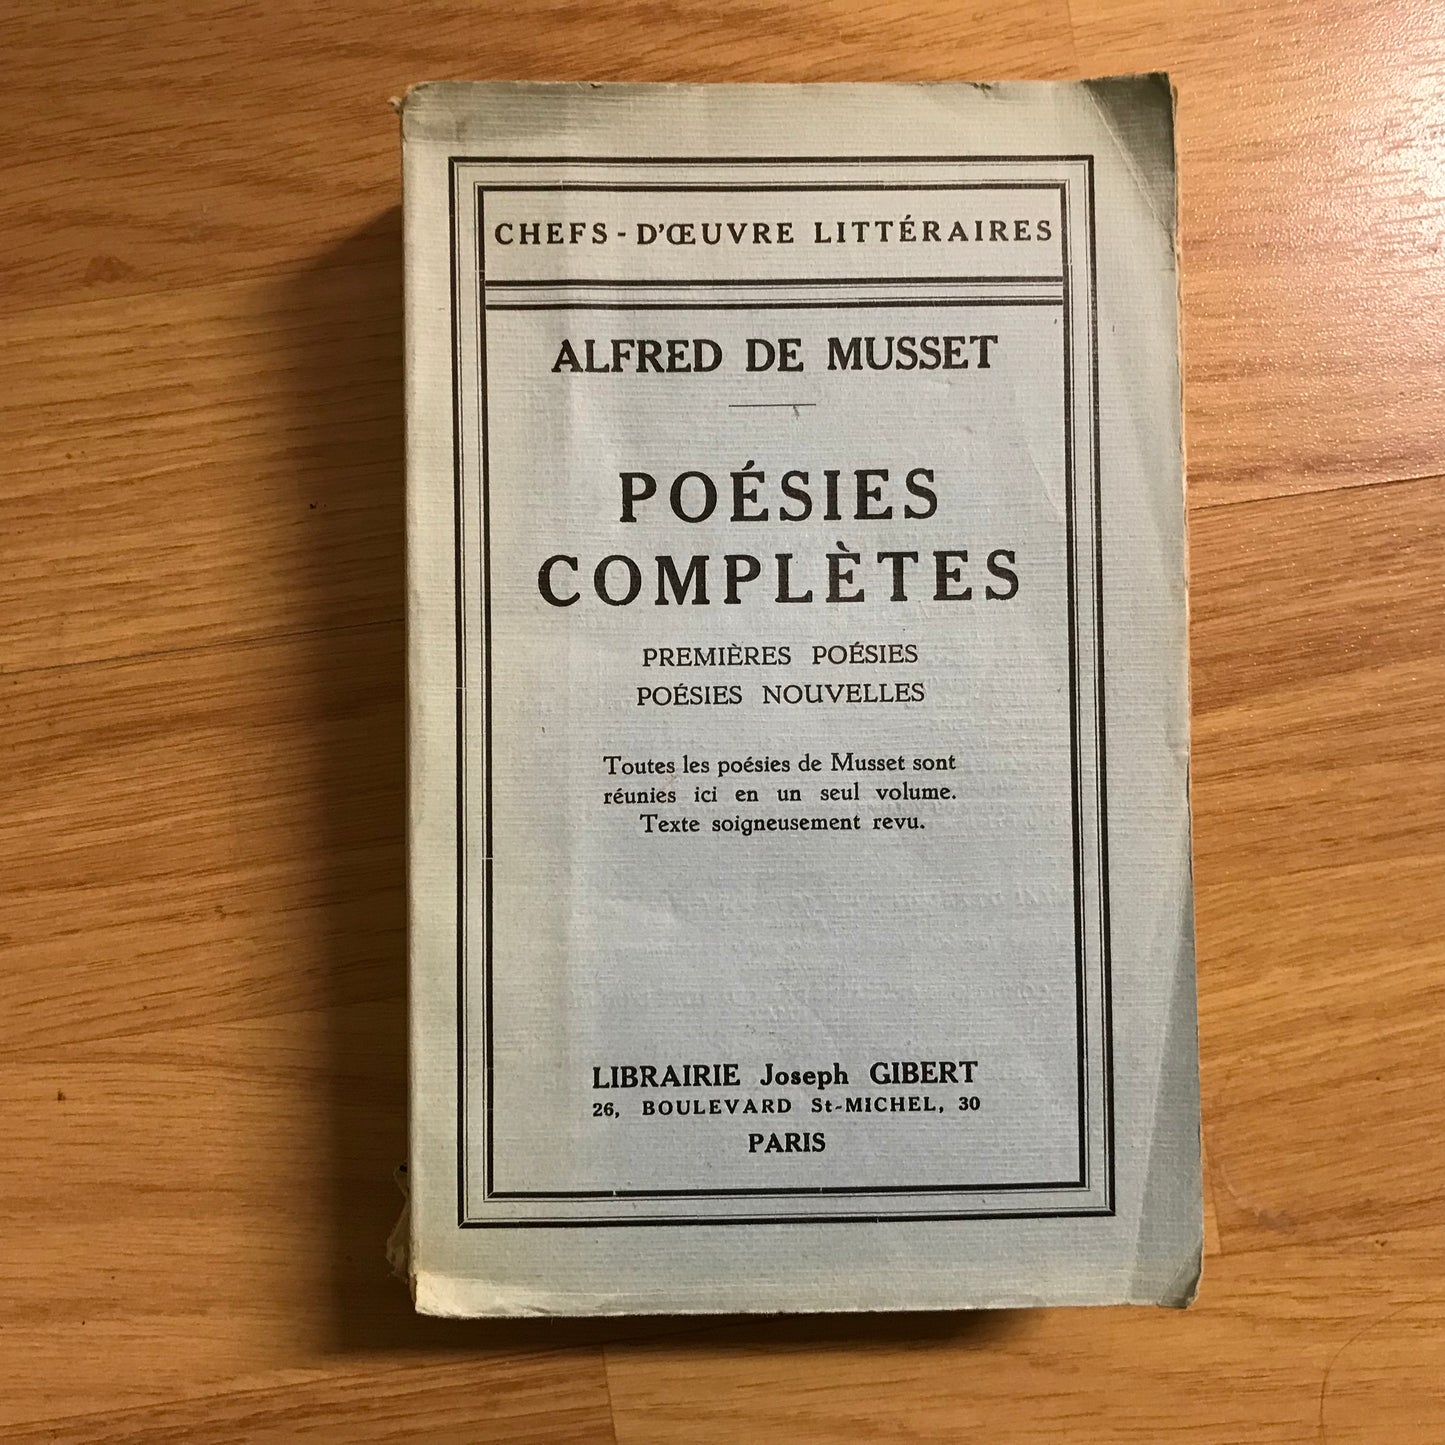 CHEFS - D'ŒUVRE LITTÉRAIRES
ALFRED DE MUSSET
POÉSIES
COMPLÈTES
PREMIÈRES POÉSIES
POÉSIES NOUVELLES
Toutes les poésies de Musset sont
réunies ici en un seul volume.
Texte soigneusement revu.
LIBRAIRIE Joseph GIBERT
26, BOULEVARD St-MICHEL, 30
PARIS